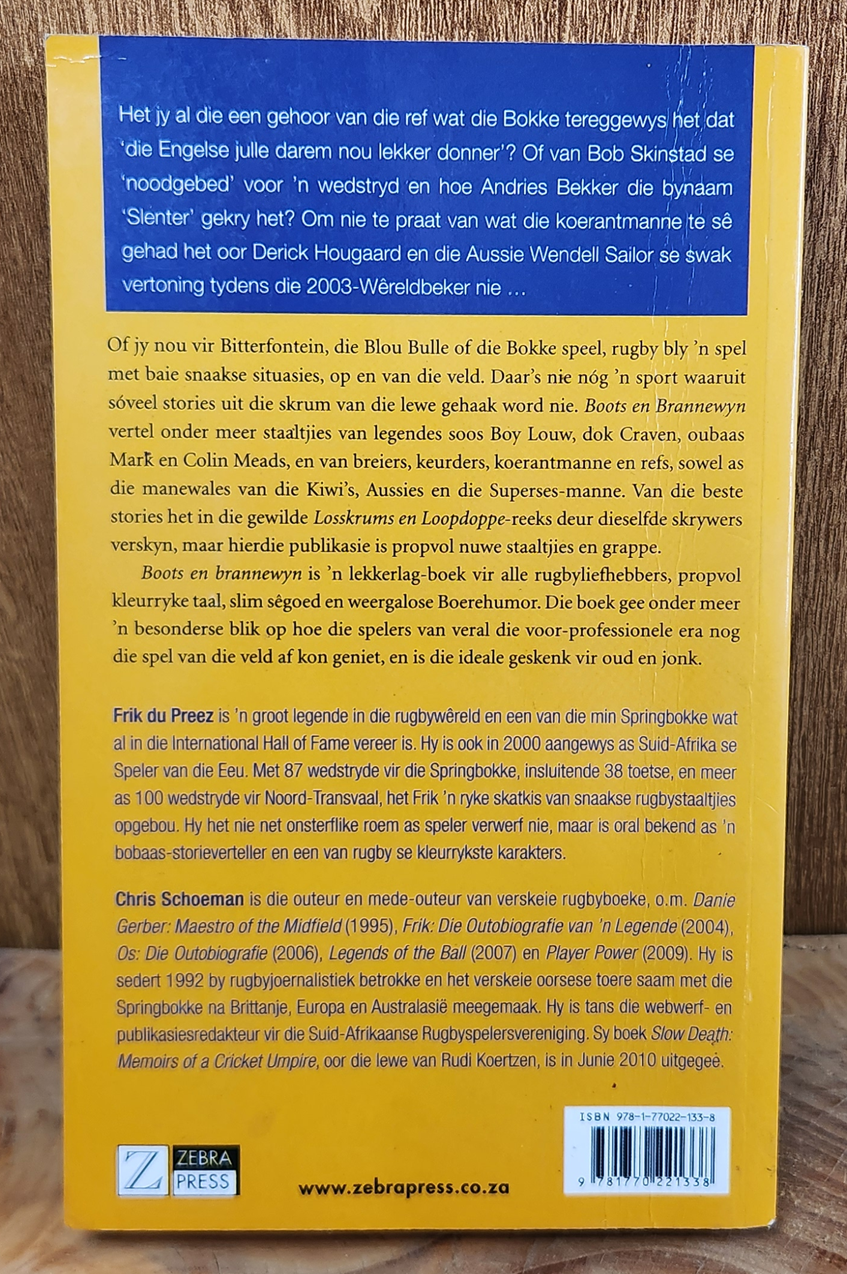 Het jy al die een gehoor van die ref wat die Bokke tereggewys het dat
‘die Engelse julle darem nou lekker donner’? Of van Bob Skinstad se
‘noodgebed’ voor ’n wedstryd en hoe Andries Bekker die bynaam
‘Slenter’ gekry het? Om nie te praat van wat die koerantmanne te sê
gehad het oor Derick Hougaard en die Aussie Wendell Sailor se swak
vertoning tydens die 2003-Wêreldbeker nie ...
Of jy nou vir Bitterfontein, die Blou Bulle of die Bokke speel, rugby bly ’n spel
met baie snaakse situasies, op en van die veld. Daar’s nie nóg ’n sport waaruit
sóveel stories uit die skrum van die lewe gehaak word nie. Boots en Brannewyn
vertel onder meer staaltjies van legendes soos Boy Louw, dok Craven, oubaas
Mark en Colin Meads, en van breiers, keurders, koerantmanne en refs, sowel as
die manewales van die Kiwi’s, Aussies en die Superses-manne. Van die beste
stories het in die gewilde Losskrums en Loopdoppe-reeks deur dieselfde skrywers
verskyn, maar hierdie publikasie is propvol nuwe staaltjies en grappe.
Boots en brannewyn is ’n lekkerlag-boek vir alle rugbyliefhebbers, propvol
kleurryke taal, slim sêgoed en weergalose Boerehumor. Die boek gee onder meer
’n besonderse blik op hoe die spelers van veral die voor-professionele era nog
die spel van die veld af kon geniet, en is die ideale geskenk vir oud en jonk.
Frik du Preez is ’n groot legende in die rugbywêreld en een van die min Springbokke wat
al in die International Hall of Fame vereer is. Hy is ook in 2000 aangewys as Suid-Afrika se
Speler van die Eeu. Met 87 wedstryde vir die Springbokke, insluitende 38 toetse, en meer
as 100 wedstryde vir Noord-Transvaal, het Frik ’n ryke skatkis van snaakse rugbystaaltjies
opgebou. Hy het nie net onsterflike roem as speler verwerf nie, maar is oral bekend as ’n
bobaas-storieverteller en een van rugby se kleurrykste karakters.
Chris Schoeman is die outeur en mede-outeur van verskeie rugbyboeke, o.m. Danie
Gerber: Maestro of the Midfield (1995), Frik: Die Outobiografie van ’n Legende (2004),
Os: Die Outobiografie (2006), Legends of the Ball (2007) en Player Power (2009). Hy is
sedert 1992 by rugbyjoernalistiek betrokke en het verskeie oorsese toere saam met die
Springbokke na Brittanje, Europa en Australasië meegemaak. Hy is tans die webwerf- en
publikasiesredakteur vir die Suid-Afrikaanse Rugbyspelersvereniging. Sy boek Slow Death:
Memoirs of a Cricket Umpire, oor die lewe van Rudi Koertzen, is in Junie 2010 uitgegee.
ISBN 978-1-77022-133-8
9 781770 221338
Z ZEBRA
PRESS
www.zebrapress.co.za